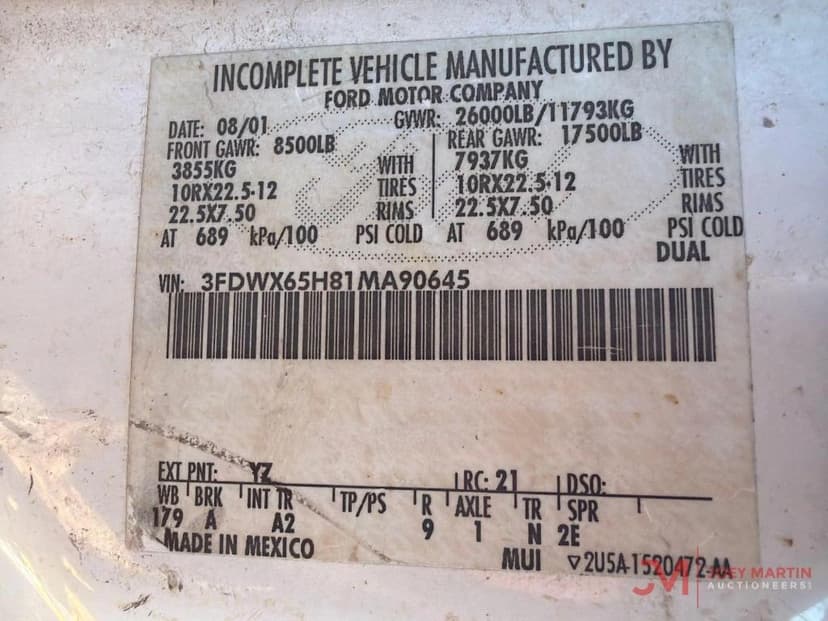 INCOMPLETE VEHICLE MANUFACTURED BY
FORD MOTOR COMPANY
DATE: 08/01 GVWR: 26000LB/11793KG
FRONT GAWR: 8500LB REAR GAWR: 17500LB
3855KG WITH 7937KG WITH
10RX22.5-12 TIRES 10RX22.5-12 TIRES
22.5X7.50 RIMS 22.5X7.50 RIMS
AT 689 kPa/100 PSI COLD AT 689 kPa/100 PSI COLD
DUAL
VIN: 3FDWX65H81MA90645
EXT PNT: YZ RC: 21 DSO:
WB BRK INT TR TP/PS R AXLE TR SPR
179 A A2 9 1 N 2E
MADE IN MEXICO
MUI ▽2U5A-1520472-AA
MARTIN
AUCTIONEERS